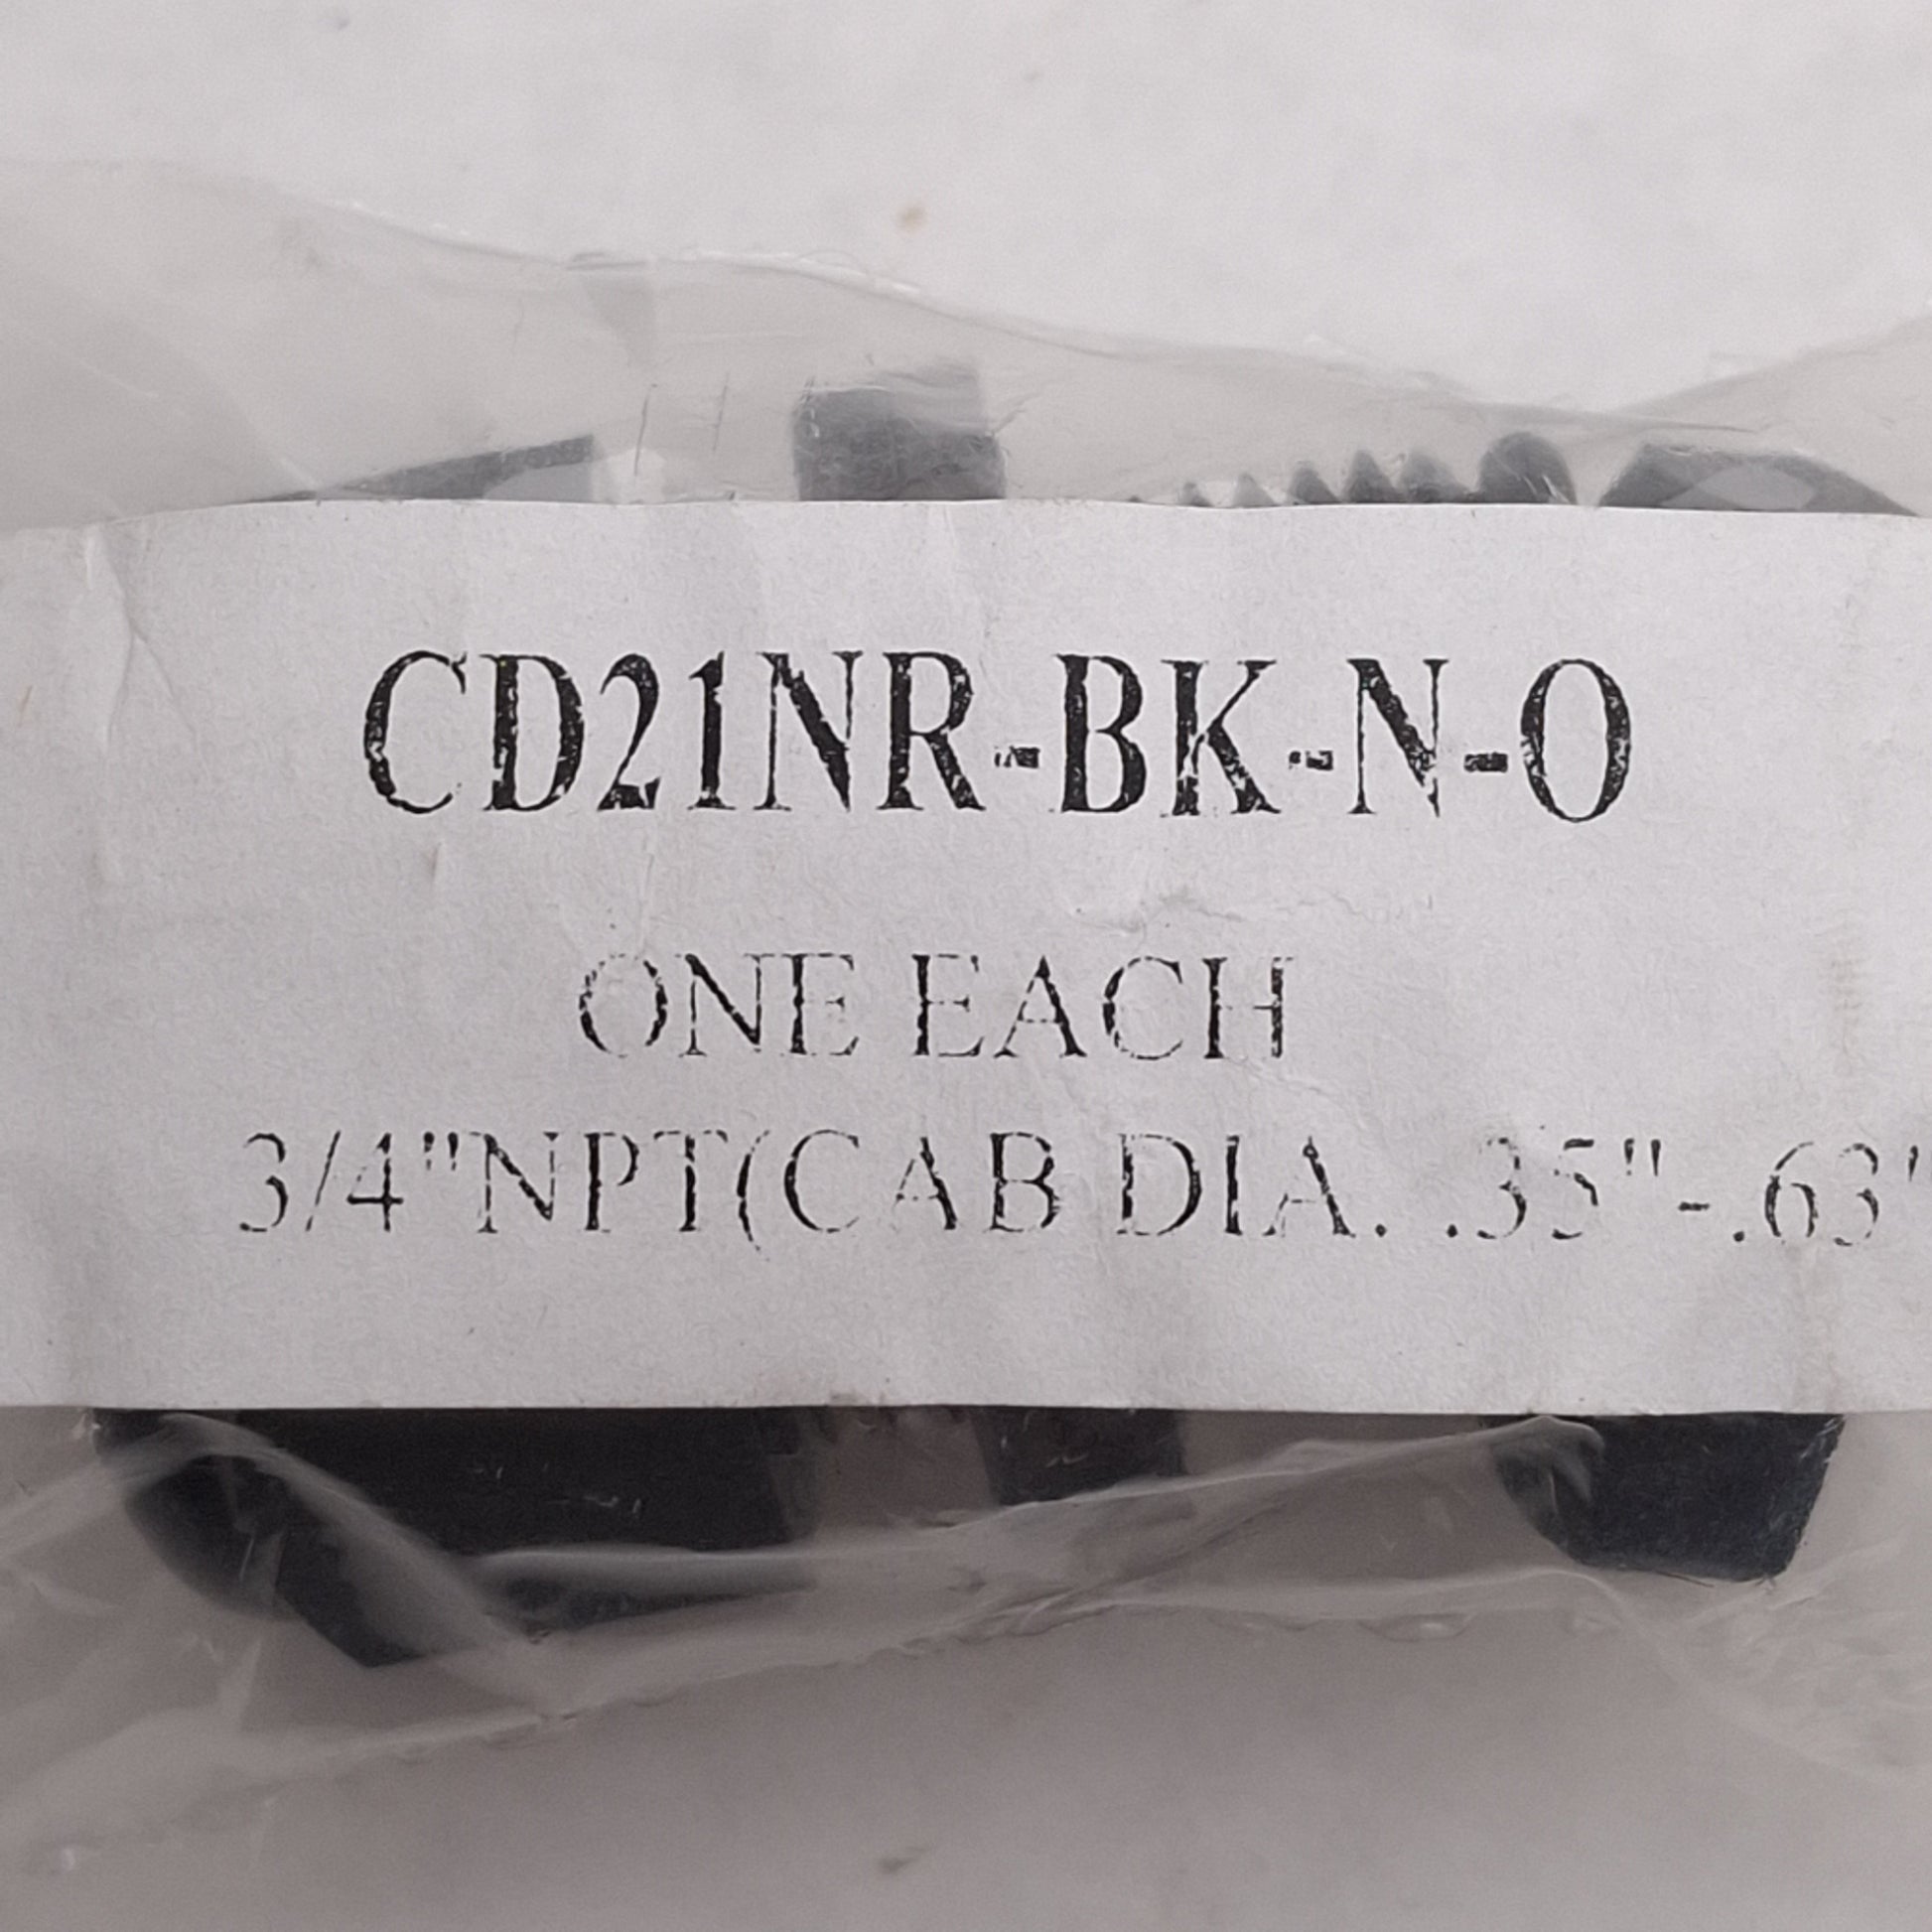 CD21NR-BK-N-O
ONE EACH
3/4"NPT(CAB DIA. .35"-.63"